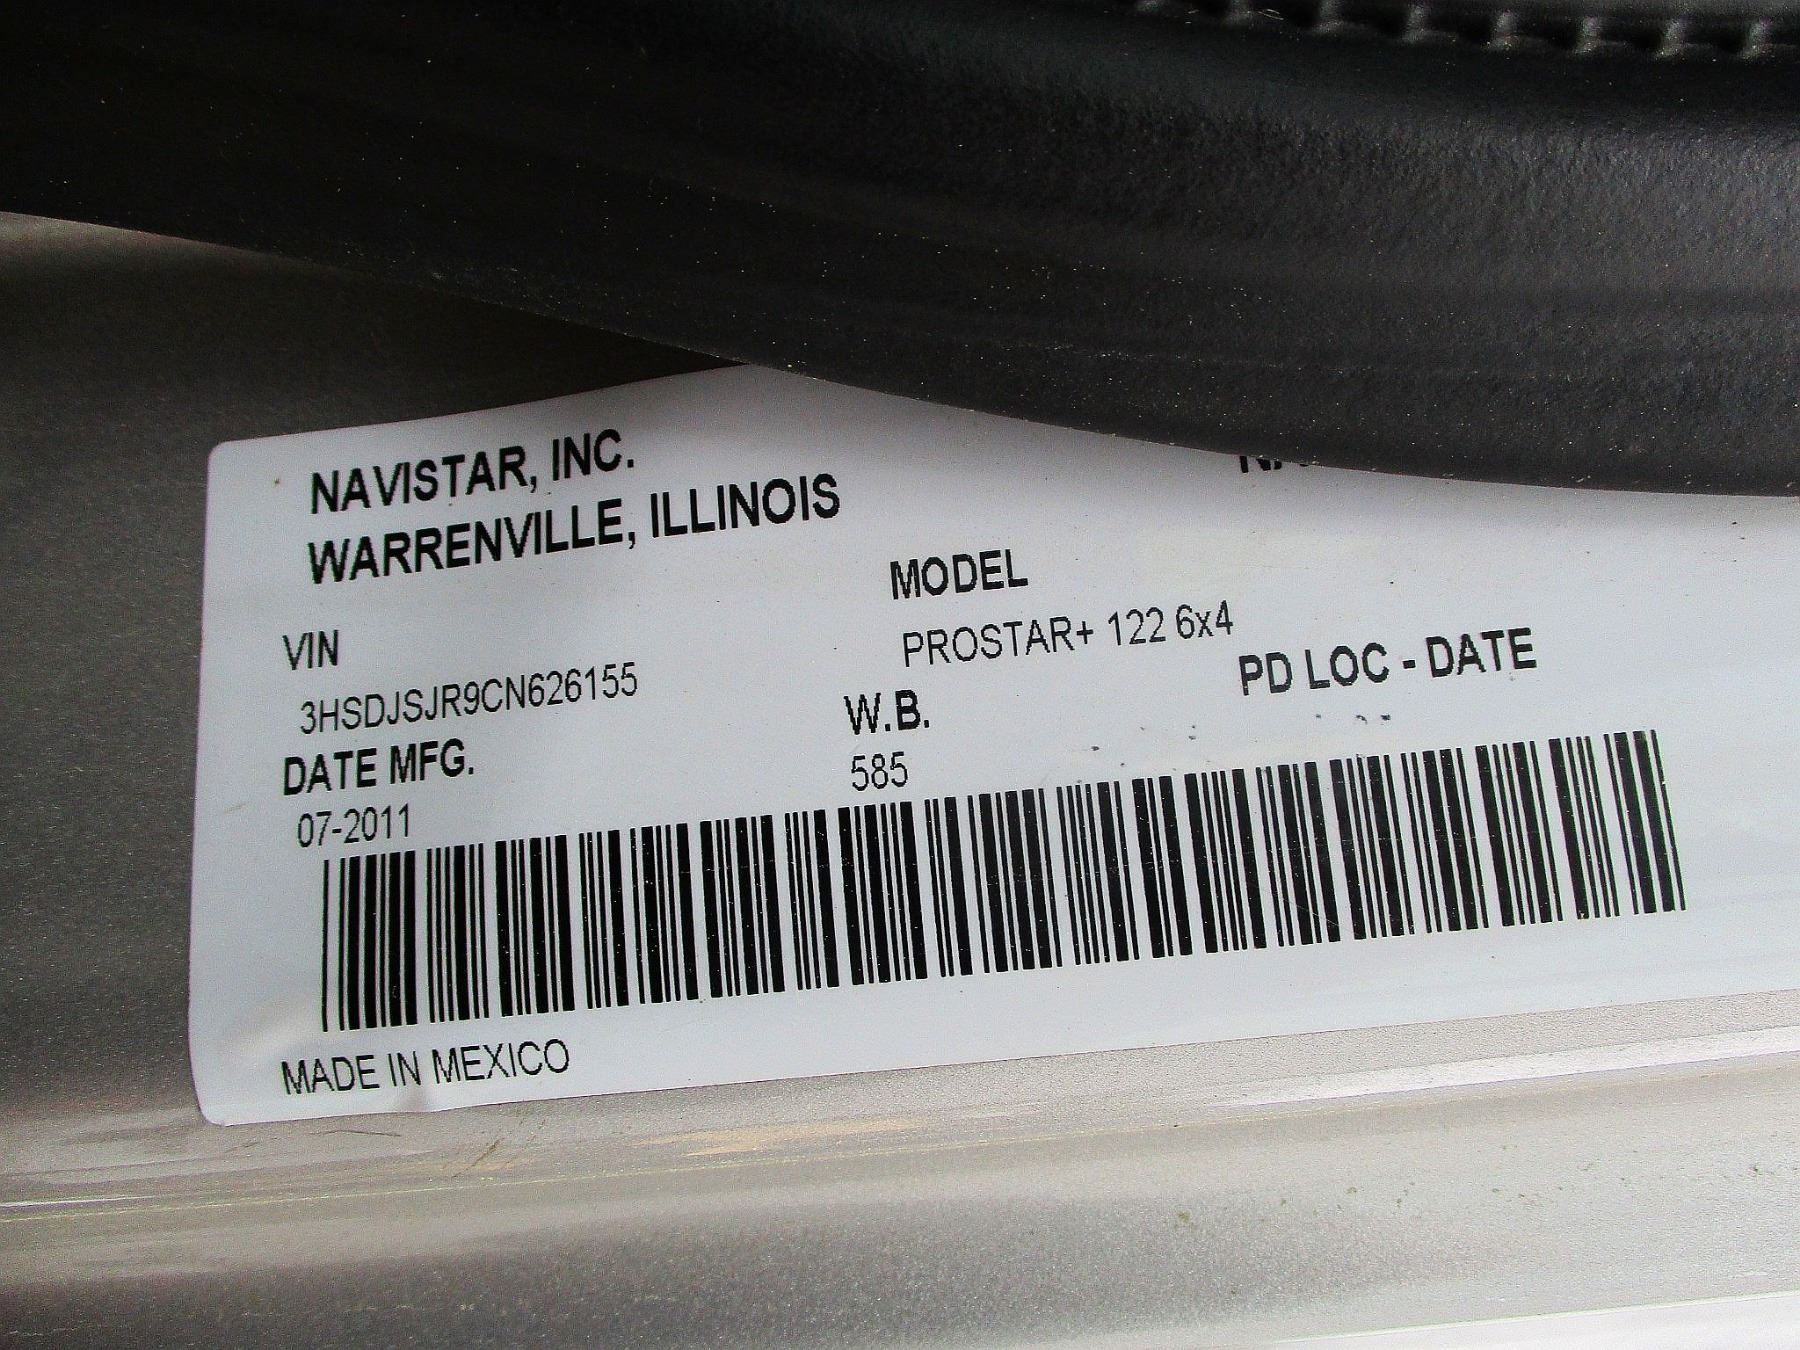 NAVISTAR, INC.
WARRENVILLE, ILLINOIS
MODEL
PROSTAR+ 122 6x4
VIN
3HSDJSJR9CN626155
W.B.
585
PD LOC - DATE
DATE MFG.
07-2011
MADE IN MEXICO